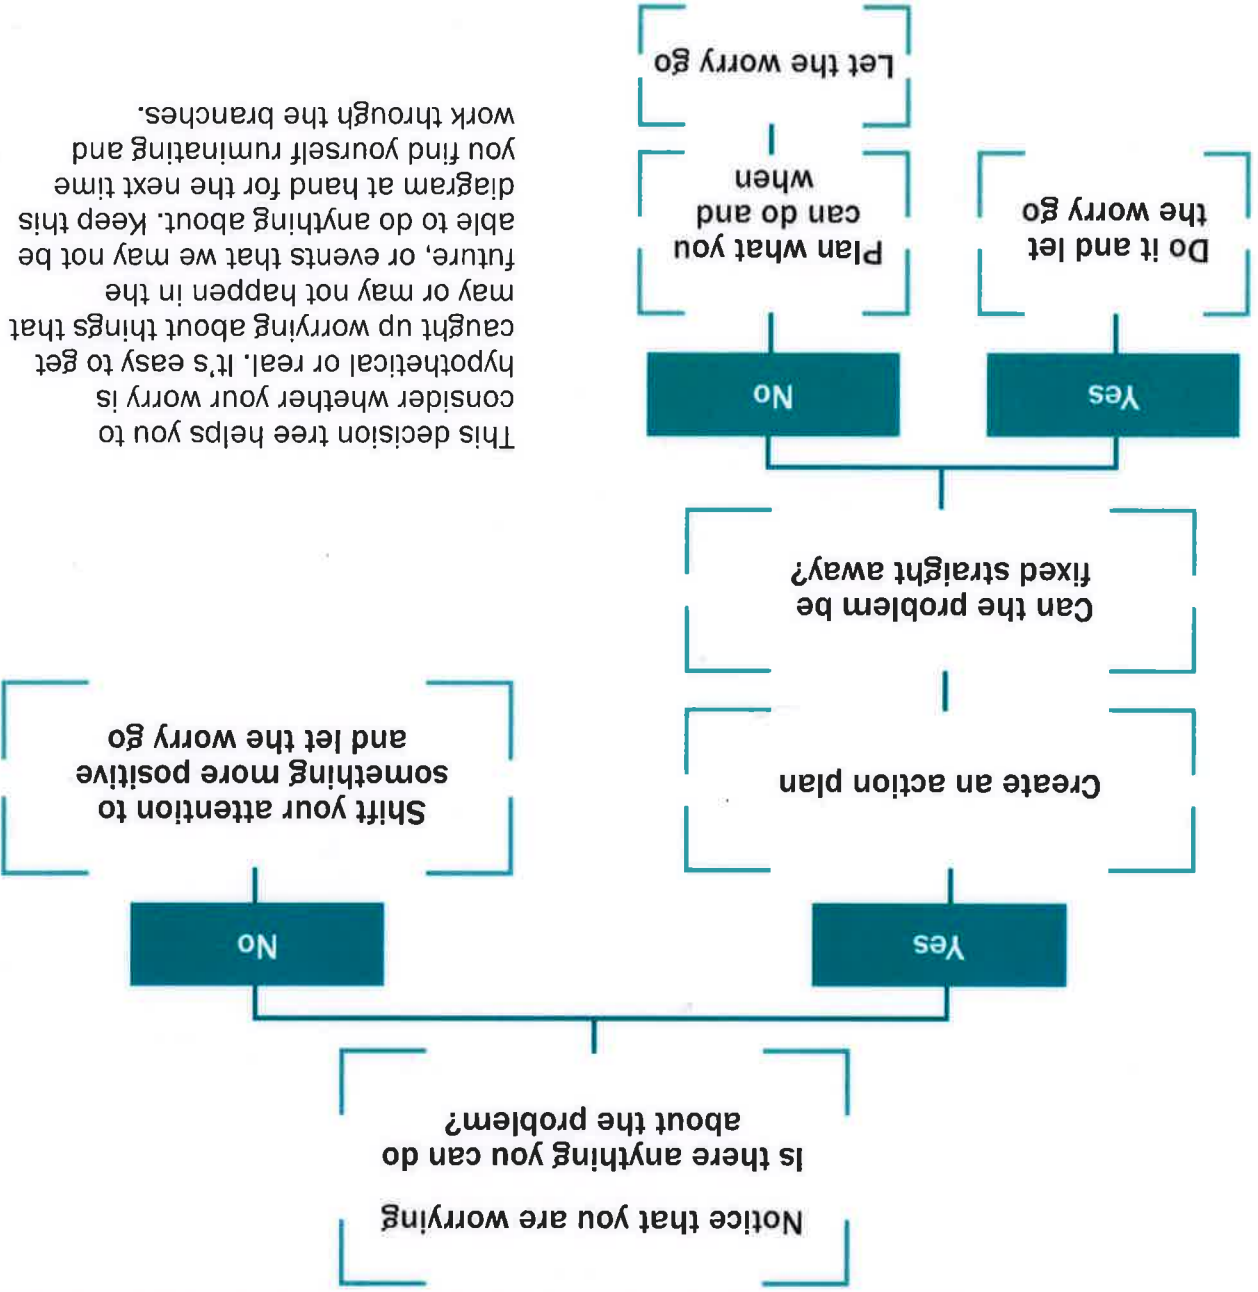 Notice that you are worrying
Is there anything you can do
about the problem?
Yes
No
Create an action plan
Shift your attention to
something more positive
and let the worry go
Can the problem be
fixed straight away?
Yes
No
Do it and let
the worry go
Plan what you
can do and
when
Let the worry go
This decision tree helps you to
consider whether your worry is
hypothetical or real. It's easy to get
caught up worrying about things that
may or may not happen in the
future, or events that we may not be
able to do anything about. Keep this
diagram at hand for the next time
you find yourself ruminating and
work through the branches.